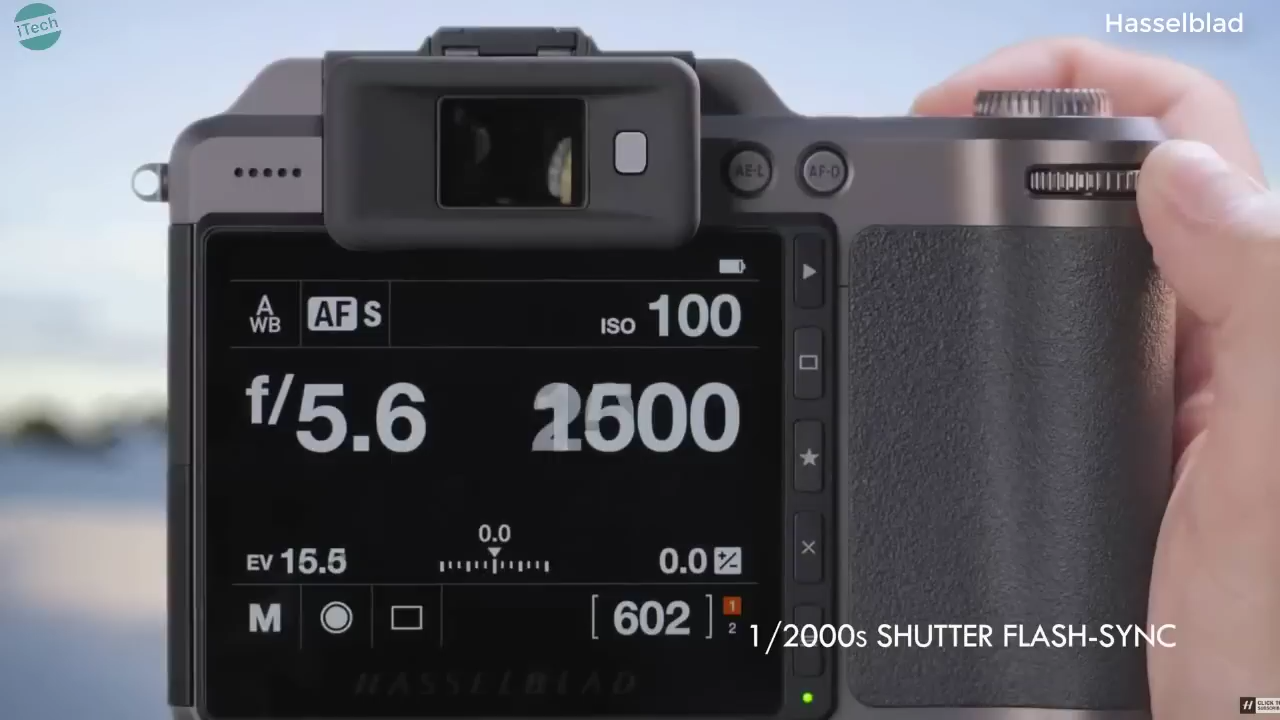 iTech
Hasselblad
AE-L
AF-D
A
WB
AF S
ISO 100
f/5.6
EV 15.5
0.0
0.0
M
[ 602 ]
1
2
1/2000s SHUTTER FLASH-SYNC
HASSELBLAD